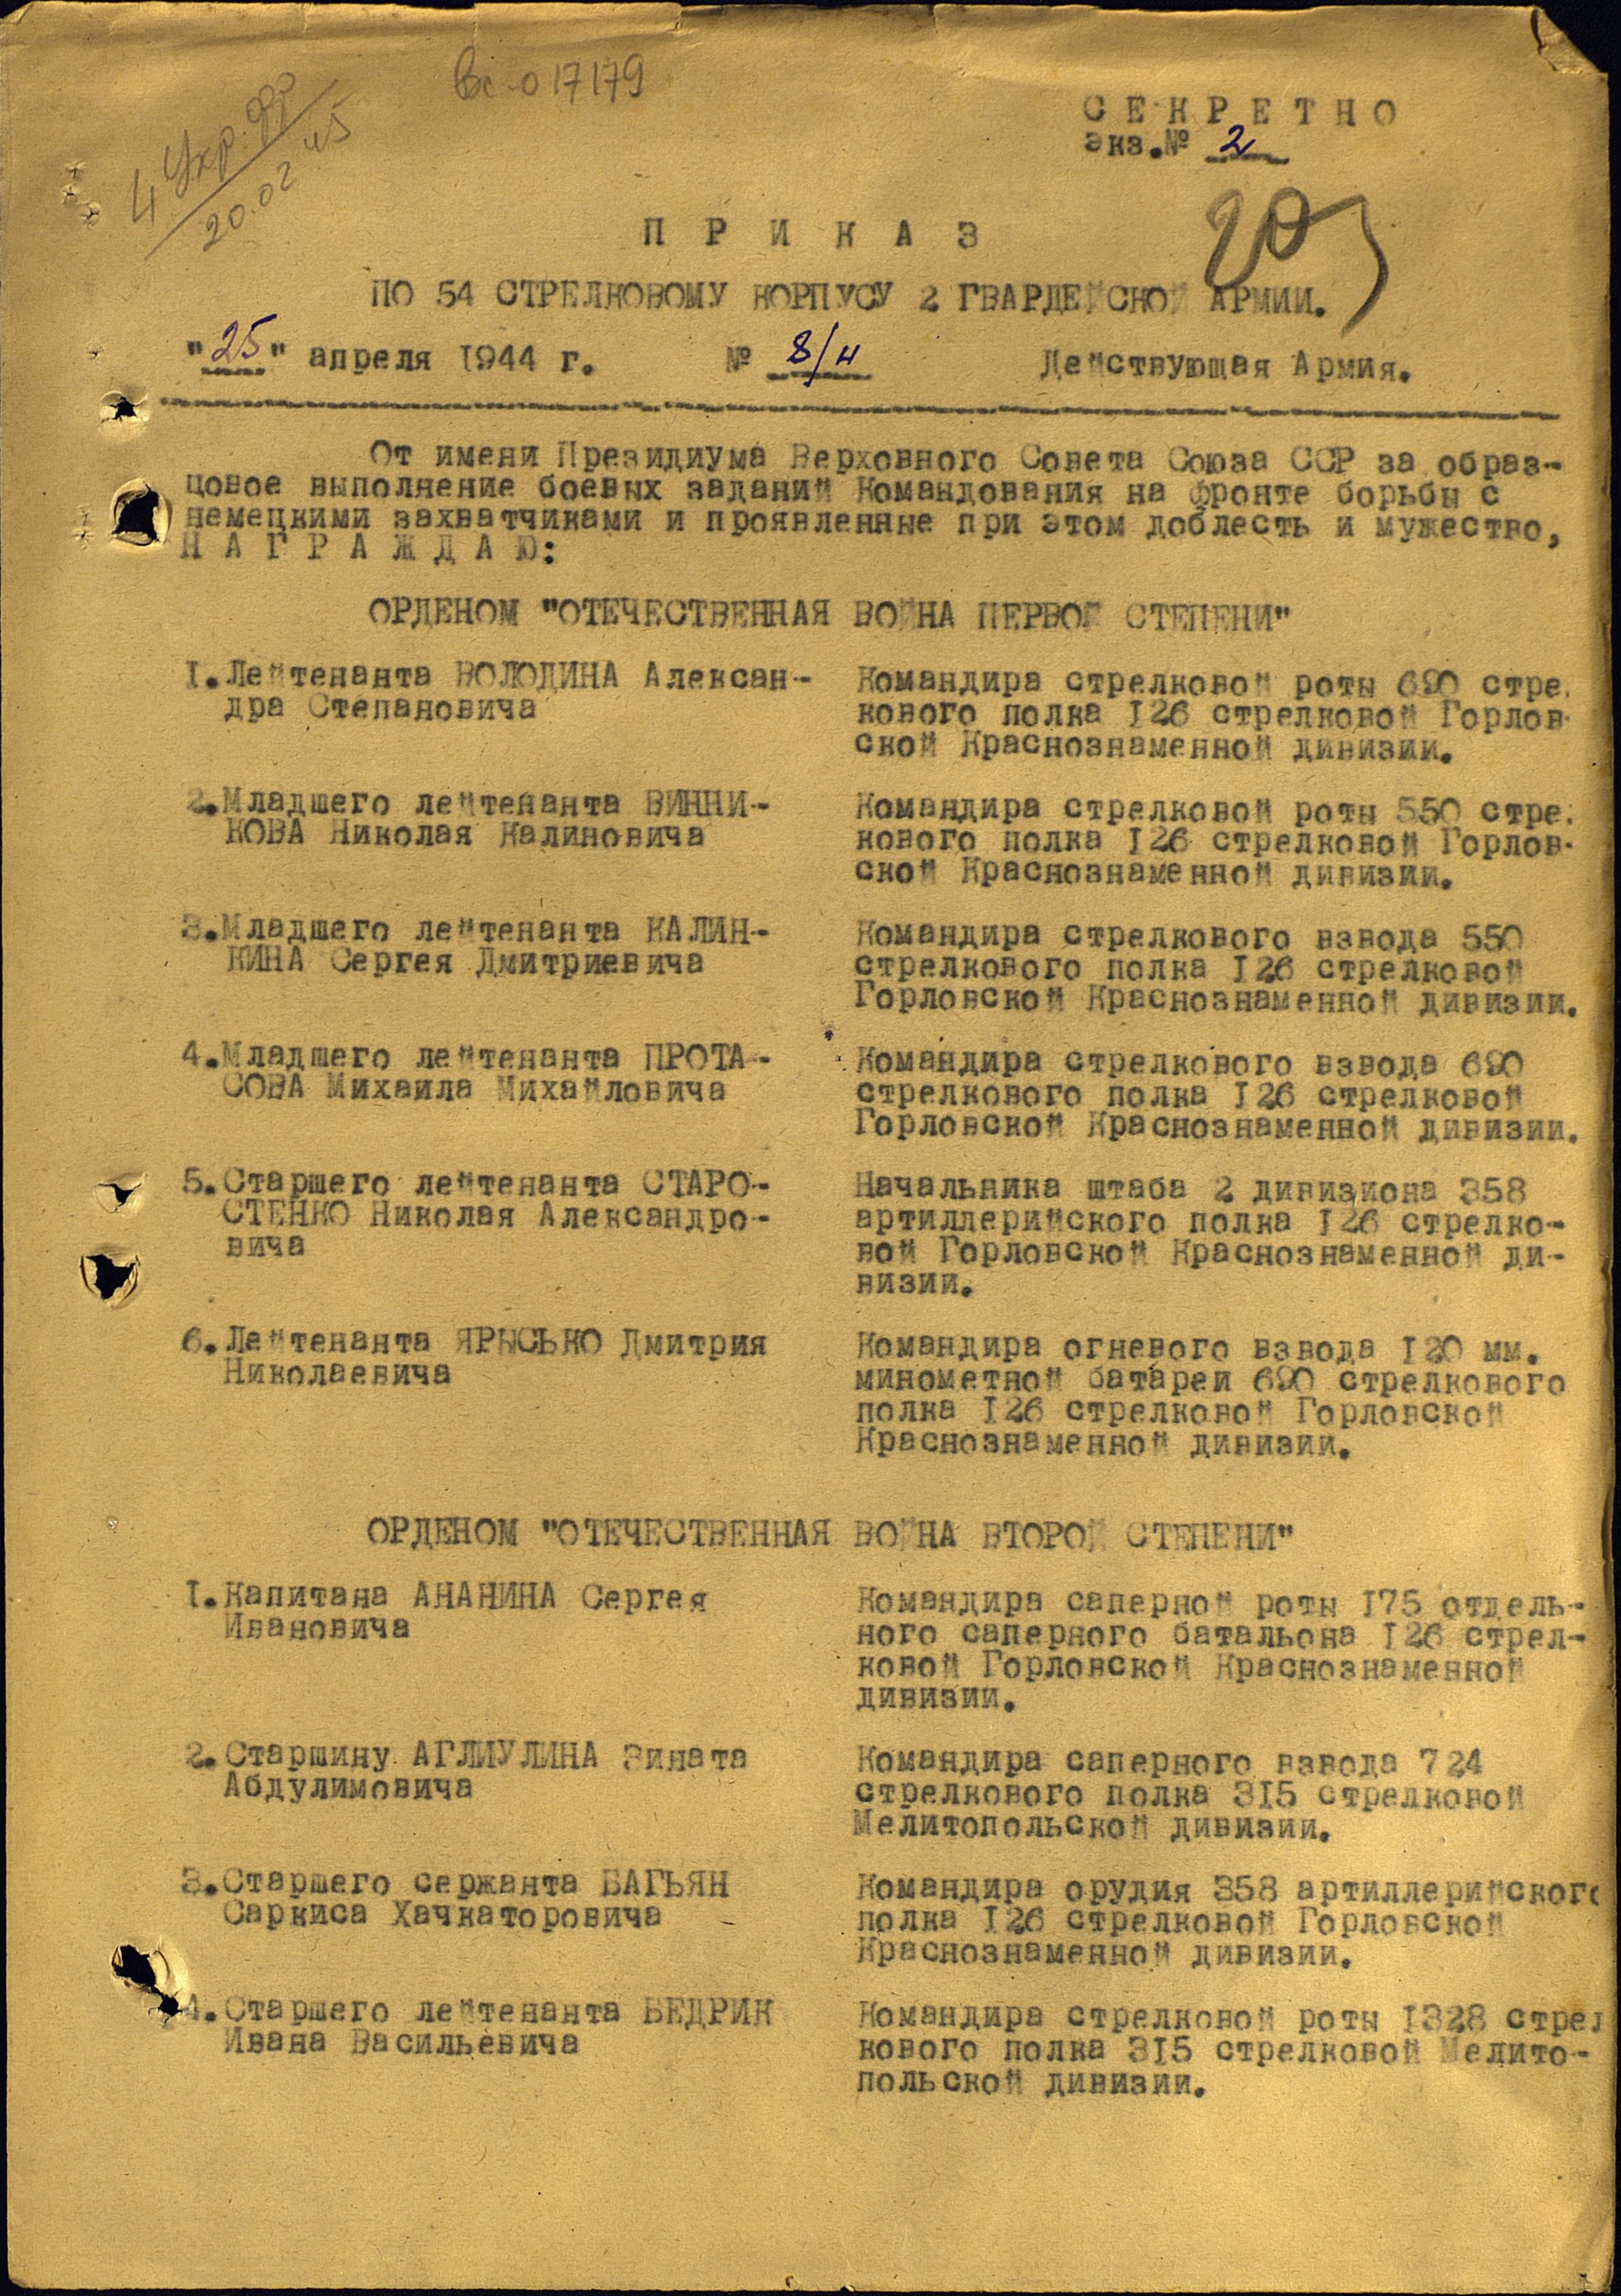 Вс-017179
4 Укр. фр
20.02 45
СЕКРЕТНО
экз.№ 2
203
ПРИКАЗ
ПО 54 СТРЕЛКОВОМУ КОРПУСУ 2 ГВАРДЕЙСКОЙ АРМИИ.
"25" апреля 1944 г. № 8/н Действующая Армия.
От имени Президиума Верховного Совета Союза ССР за образ-
цовое выполнение боевых заданий Командования на фронте борьбы с
немецкими захватчиками и проявленные при этом доблесть и мужество,
НАГРАЖДАЮ:
ОРДЕНОМ "ОТЕЧЕСТВЕННАЯ ВОЙНА ПЕРВОЙ СТЕПЕНИ"
1. Лейтенанта ВОЛОДИНА Алексан-
дра Степановича
Командира стрелковой роты 690 стре
кового полка 126 стрелковой Горлов-
ской Краснознаменной дивизии.
2. Младшего лейтенанта ВИННИ-
КОВА Николая Калиновича
Командира стрелковой роты 550 стре
кового полка 126 стрелковой Горлов-
ской Краснознаменной дивизии.
3. Младшего лейтенанта КАЛИН-
КИНА Сергея Дмитриевича
Командира стрелкового взвода 550
стрелкового полка 126 стрелковой
Горловской Краснознаменной дивизии.
4. Младшего лейтенанта ПРОТА-
СОВА Михаила Михайловича
Командира стрелкового взвода 690
стрелкового полка 126 стрелковой
Горловской Краснознаменной дивизии.
5. Старшего лейтенанта СТАРО-
СТЕНКО Николая Александро-
вича
Начальника штаба 2 дивизиона 358
артиллерийского полка 126 стрелко-
вой Горловской Краснознаменной ди-
визии.
6. Лейтенанта ЯРЫСЬКО Дмитрия
Николаевича
Командира огневого взвода 120 мм.
минометной батареи 690 стрелкового
полка 126 стрелковой Горловской
Краснознаменной дивизии.
ОРДЕНОМ "ОТЕЧЕСТВЕННАЯ ВОЙНА ВТОРОЙ СТЕПЕНИ"
1. Капитана АНАНИНА Сергея
Ивановича
Командира саперной роты 175 отдель-
ного саперного батальона 126 стрел-
ковой Горловской Краснознаменной
дивизии.
2. Старшину АГЛИУЛИНА Зината
Абдулимовича
Командира саперного взвода 724
стрелкового полка 315 стрелковой
Мелитопольской дивизии.
3. Старшего сержанта БАГЬЯН
Саркиса Хачкаторовича
Командира орудия 358 артиллерийского
полка 126 стрелковой Горловской
Краснознаменной дивизии.
4. Старшего лейтенанта БЕДРИК
Ивана Васильевича
Командира стрелковой роты 1328 стрел
кового полка 315 стрелковой Мелито-
польской дивизии.